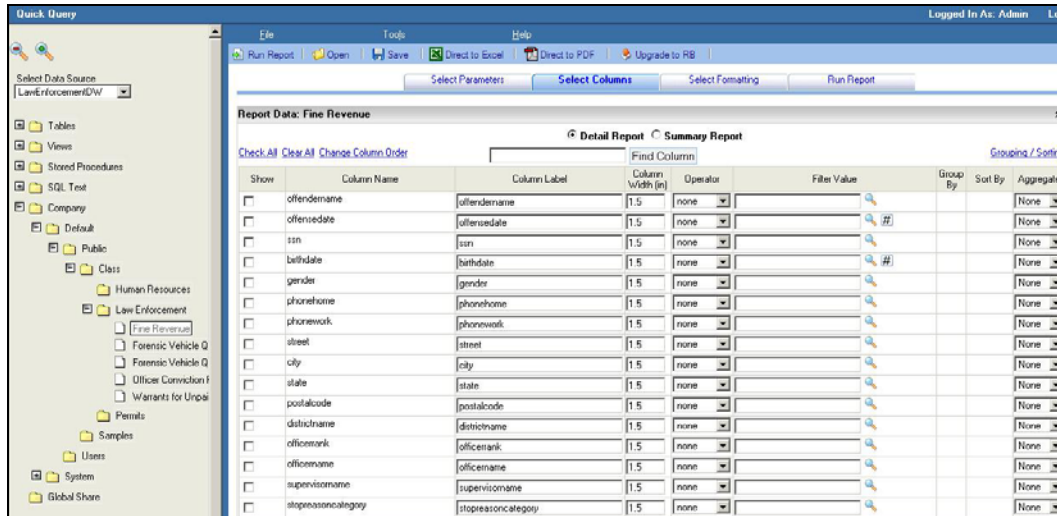 Quick Query
Logged In As: Admin
File Tools Help
Run Report Open Save Direct to Excel Direct to PDF Upgrade to RB
Select Data Source
LawEnforcementDW
Tables
Views
Stored Procedures
SQL Text
Company
Default
Public
Class
Human Resources
Law Enforcement
Fine Revenue
Forensic Vehicle Q
Forensic Vehicle Q
Officer Conviction
Warrants for Unpai
Permits
Samples
Users
System
Global Share
Select Parameters Select Columns Select Formatting Run Report
Report Data: Fine Revenue
Detail Report Summary Report
Check All Clear All Change Column Order Find Column Grouping / Sortin
Show Column Name Column Label Column Width (in) Operator Filter Value Group By Sort By Aggregate
offendername offendername 1.5 none None
offensedate offensedate 1.5 none # None
ssn ssn 1.5 none None
birthdate birthdate 1.5 none # None
gender gender 1.5 none None
phonehome phonehome 1.5 none None
phonework phonework 1.5 none None
street street 1.5 none None
city city 1.5 none None
state state 1.5 none None
postalcode postalcode 1.5 none None
districtname districtname 1.5 none None
officerrank officerrank 1.5 none None
officername officername 1.5 none None
supervisorname supervisorname 1.5 none None
stopreasoncategory stopreasoncategory 1.5 none None